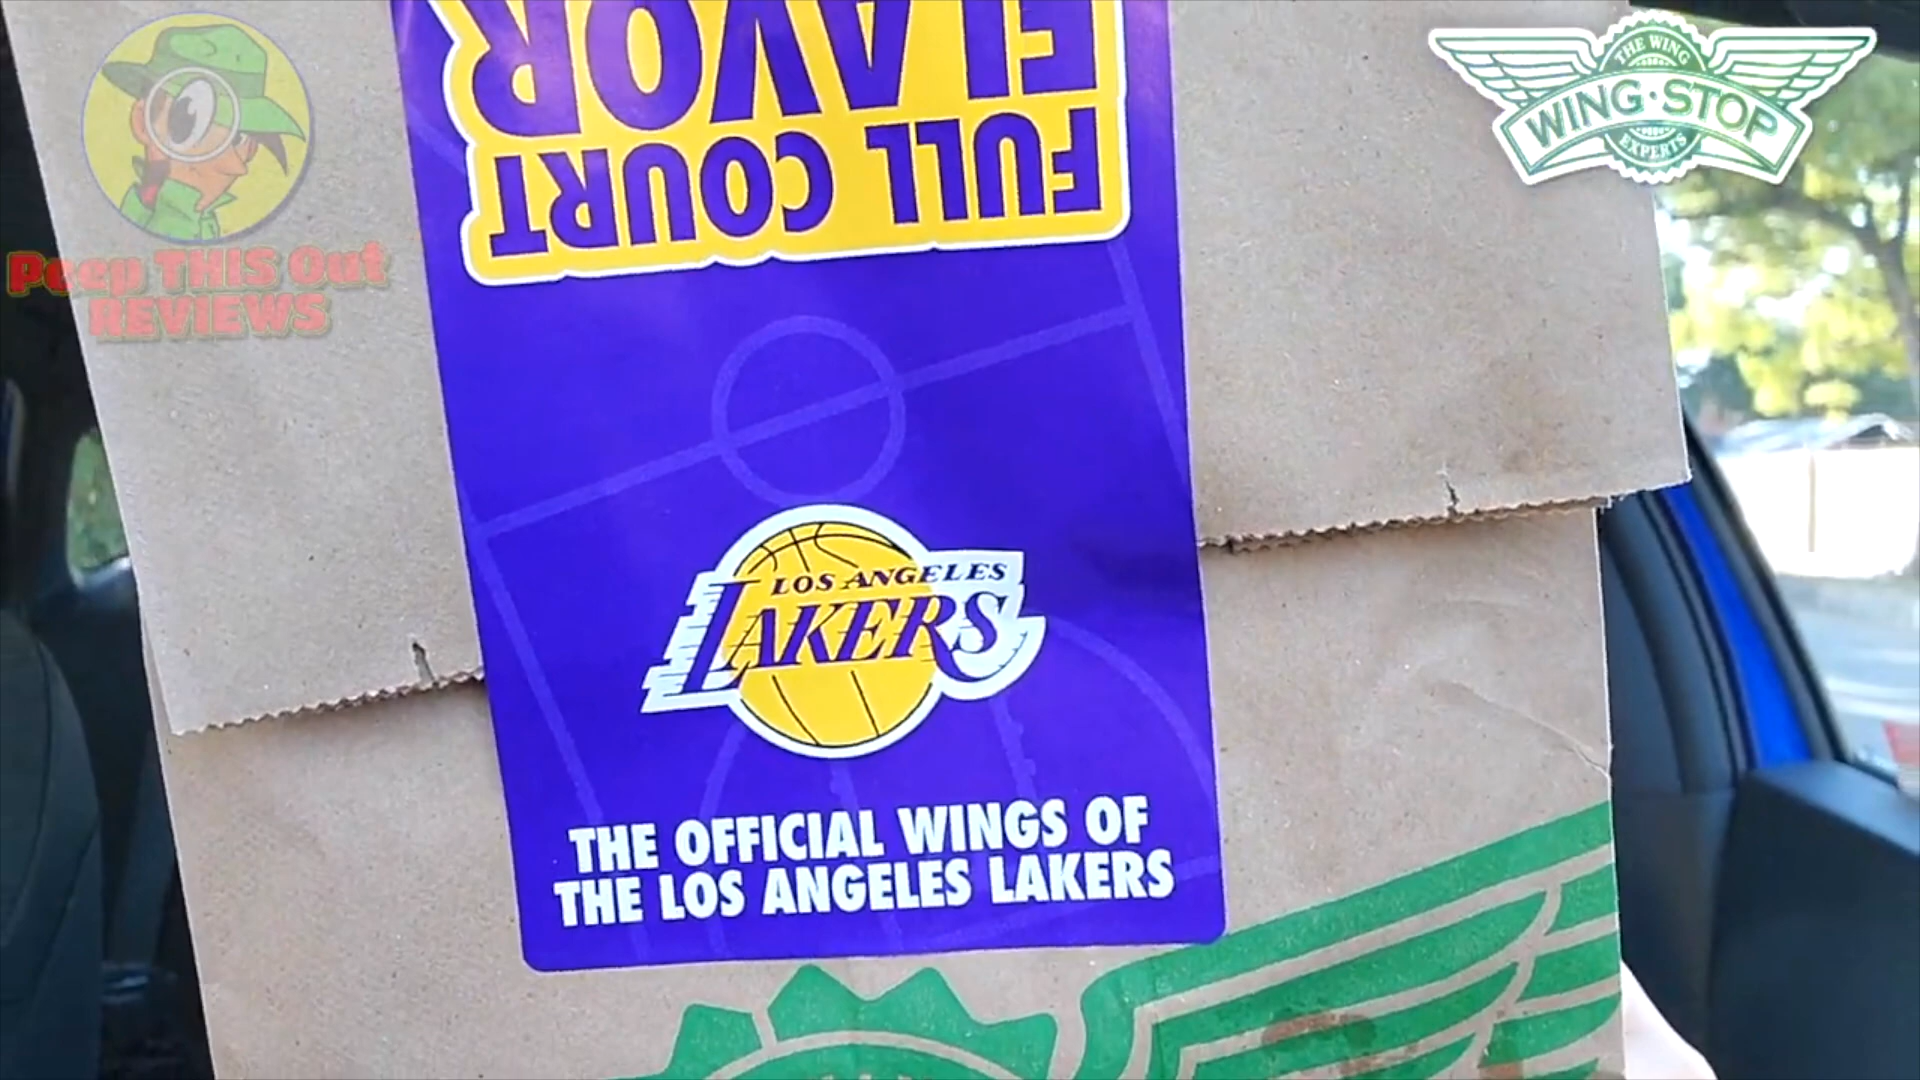 FULL COURT
FLAVOR
THE WING
WING·STOP
EXPERTS
Peep THIS Out
REVIEWS
LOS ANGELES
LAKERS
THE OFFICIAL WINGS OF
THE LOS ANGELES LAKERS